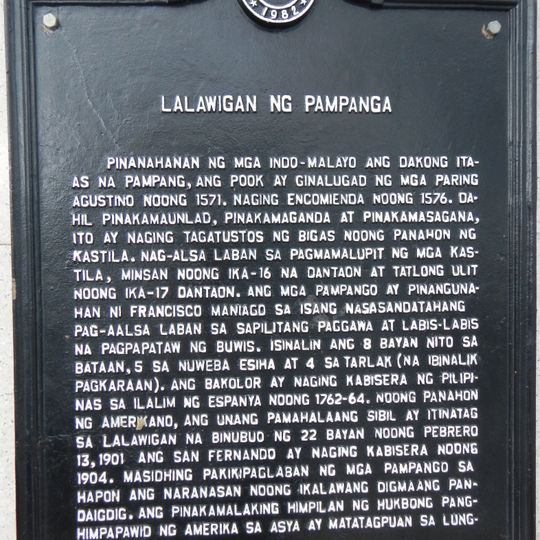 1982
LALAWIGAN NG PAMPANGA
PINANAHANAN NG MGA INDO-MALAYO ANG DAKONG ITA-
AS NA PAMPANG, ANG POOK AY GINALUGAD NG MGA PARING
AGUSTINO NOONG 1571. NAGING ENCOMIENDA NOONG 1576. DA-
HIL PINAKAMAUNLAD, PINAKAMAGANDA AT PINAKAMASAGANA,
ITO AY NAGING TAGATUSTOS NG BIGAS NOONG PANAHON NG
KASTILA. NAG-ALSA LABAN SA PAGMAMALUPIT NG MGA KAS-
TILA, MINSAN NOONG IKA-16 NA DANTAON AT TATLONG ULIT
NOONG IKA-17 DANTAON. ANG MGA PAMPANGO AY PINANGUNA-
HAN NI FRANCISCO MANIAGO SA ISANG NASASANDATAHANG
PAG-AALSA LABAN SA SAPILITANG PAGGAWA AT LABIS-LABIS
NA PAGPAPATAW NG BUWIS. ISINALIN ANG 8 BAYAN NITO SA
BATAAN, 5 SA NUWEBA ESIHA AT 4 SA TARLAK (NA IBINALIK
PAGKARAAN). ANG BAKOLOR AY NAGING KABISERA NG PILIPI-
NAS SA ILALIM NG ESPANYA NOONG 1762-64. NOONG PANAHON
NG AMERIKANO, ANG UNANG PAMAHALAANG SIBIL AY ITINATAG
SA LALAWIGAN NA BINUBUO NG 22 BAYAN NOONG PEBRERO
13, 1901 ANG SAN FERNANDO AY NAGING KABISERA NOONG
1904. MASIDHING PAKIKIPAGLABAN NG MGA PAMPANGO SA
HAPON ANG NARANASAN NOONG IKALAWANG DIGMAANG PAN-
DAIGDIG. ANG PINAKAMALAKING HIMPILAN NG HUKBONG PANG-
HIMPAPAWID NG AMERIKA SA ASYA AY MATATAGPUAN SA LUNG-